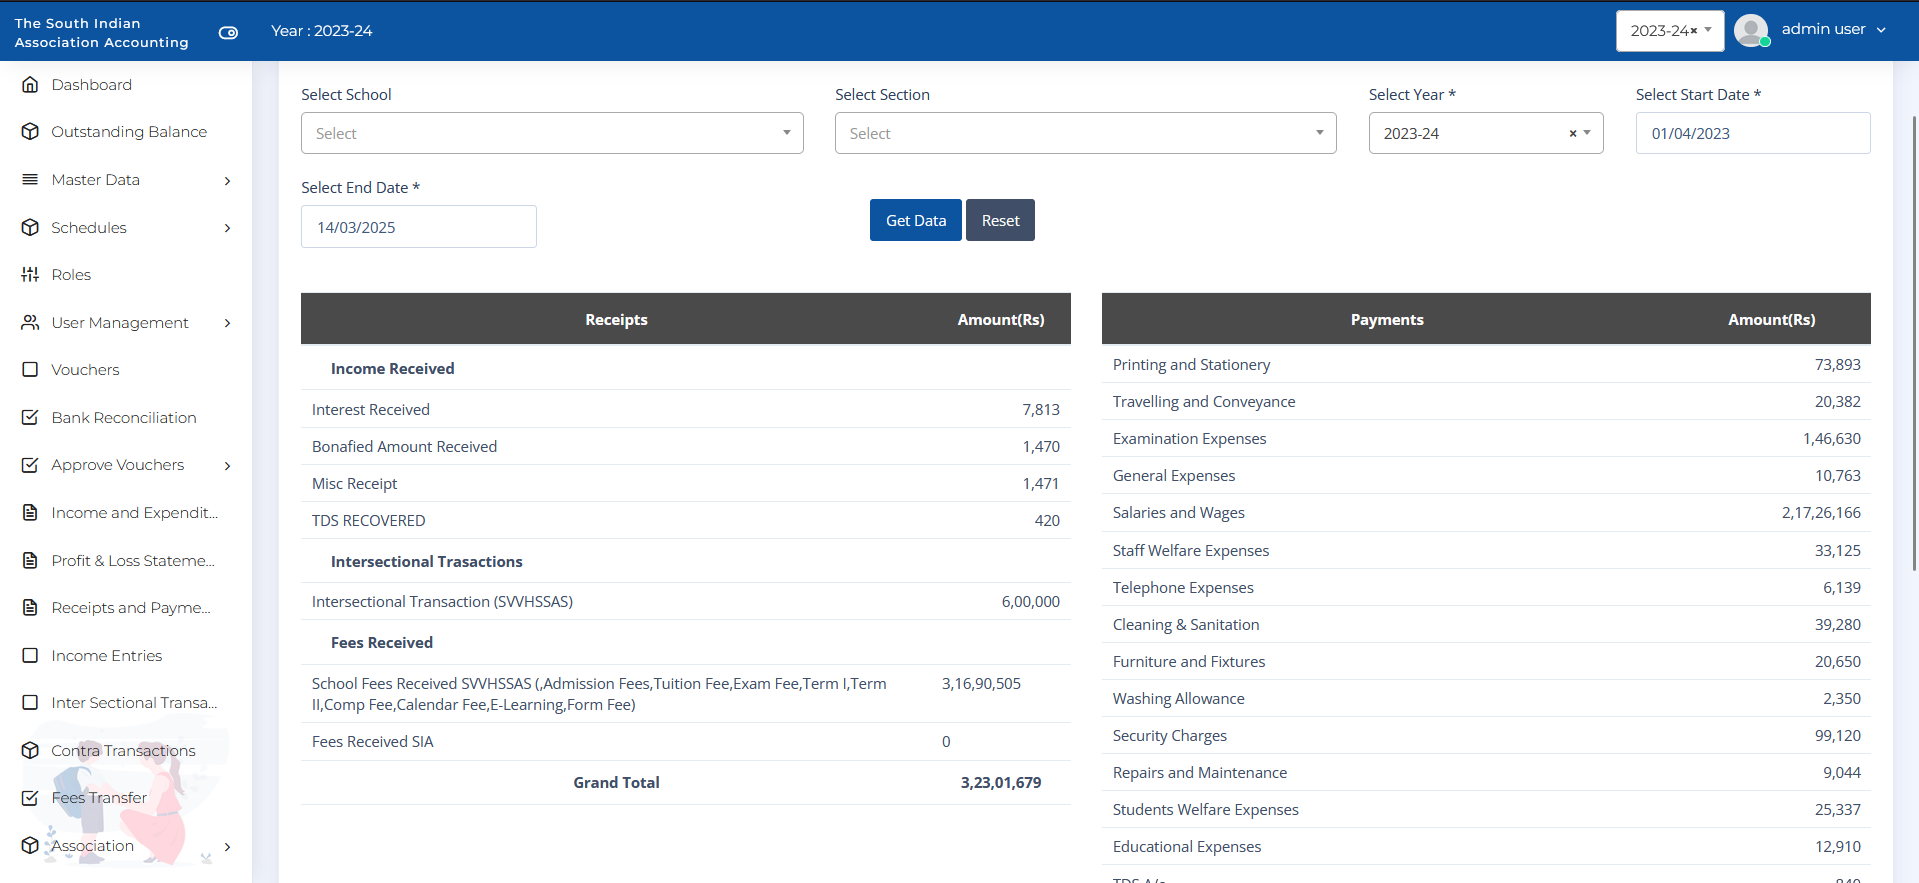 The South Indian
Association Accounting
Year : 2023-24
2023-24×
admin user
Dashboard
Outstanding Balance
Master Data
Schedules
Roles
User Management
Vouchers
Bank Reconciliation
Approve Vouchers
Income and Expendit...
Profit & Loss Stateme...
Receipts and Payme...
Income Entries
Inter Sectional Transa...
Contra Transactions
Fees Transfer
Association
Select School
Select
Select Section
Select
Select Year *
2023-24 ×
Select Start Date *
01/04/2023
Select End Date *
14/03/2025
Get Data
Reset
Receipts Amount(Rs)
Income Received
Interest Received 7,813
Bonafied Amount Received 1,470
Misc Receipt 1,471
TDS RECOVERED 420
Intersectional Trasactions
Intersectional Transaction (SVVHSSAS) 6,00,000
Fees Received
School Fees Received SVVHSSAS (,Admission Fees,Tuition Fee,Exam Fee,Term I,Term 3,16,90,505
II,Comp Fee,Calendar Fee,E-Learning,Form Fee)
Fees Received SIA 0
Grand Total 3,23,01,679
Payments Amount(Rs)
Printing and Stationery 73,893
Travelling and Conveyance 20,382
Examination Expenses 1,46,630
General Expenses 10,763
Salaries and Wages 2,17,26,166
Staff Welfare Expenses 33,125
Telephone Expenses 6,139
Cleaning & Sanitation 39,280
Furniture and Fixtures 20,650
Washing Allowance 2,350
Security Charges 99,120
Repairs and Maintenance 9,044
Students Welfare Expenses 25,337
Educational Expenses 12,910
TDS A/c 840